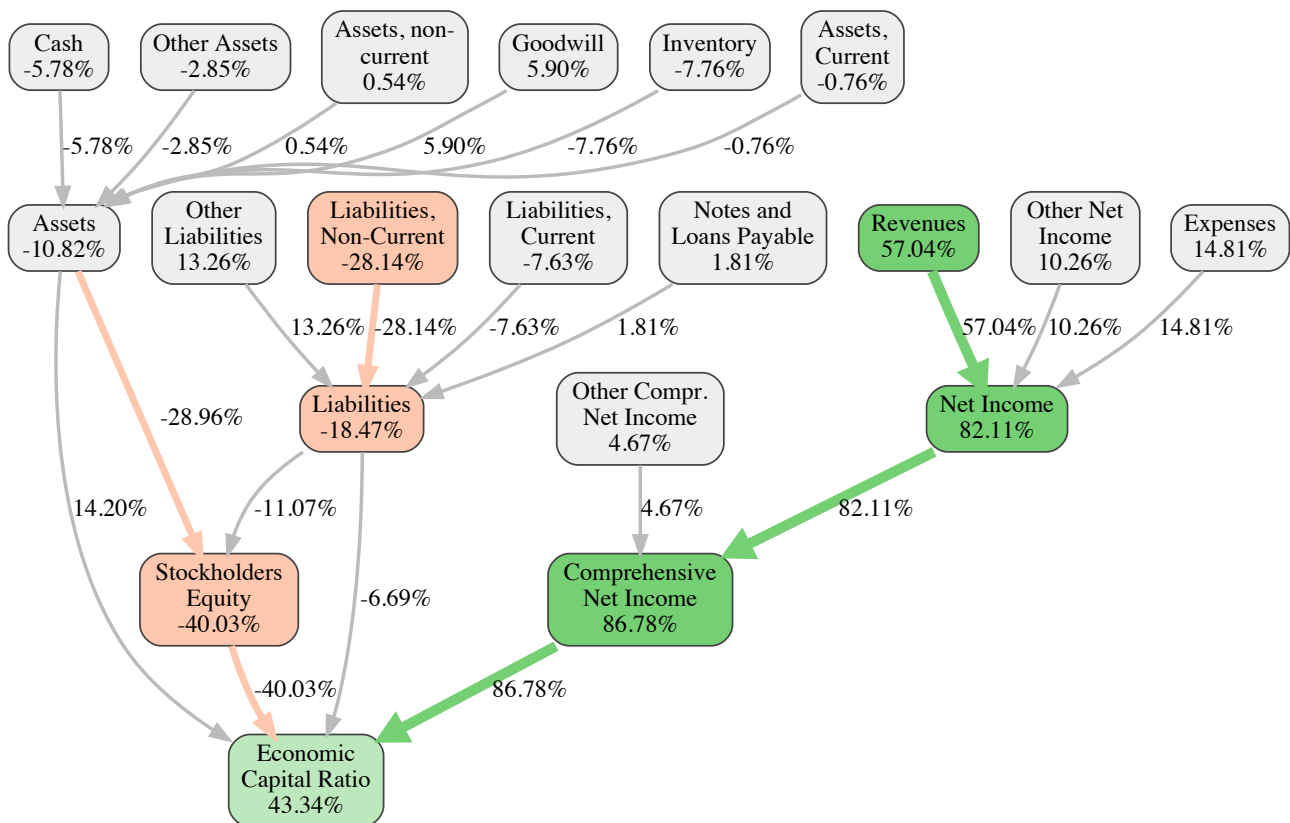 Cash
-5.78%
Other Assets
-2.85%
Assets, non-
current
0.54%
Goodwill
5.90%
Inventory
-7.76%
Assets,
Current
-0.76%
-5.78%
-2.85%
0.54%
5.90%
-7.76%
-0.76%
Assets
-10.82%
Other
Liabilities
13.26%
Liabilities,
Non-Current
-28.14%
Liabilities,
Current
-7.63%
Notes and
Loans Payable
1.81%
Revenues
57.04%
Other Net
Income
10.26%
Expenses
14.81%
13.26%
-28.14%
-7.63%
1.81%
57.04%
10.26%
14.81%
-28.96%
Liabilities
-18.47%
Other Compr.
Net Income
4.67%
Net Income
82.11%
14.20%
-11.07%
4.67%
82.11%
Stockholders
Equity
-40.03%
-6.69%
Comprehensive
Net Income
86.78%
-40.03%
86.78%
Economic
Capital Ratio
43.34%